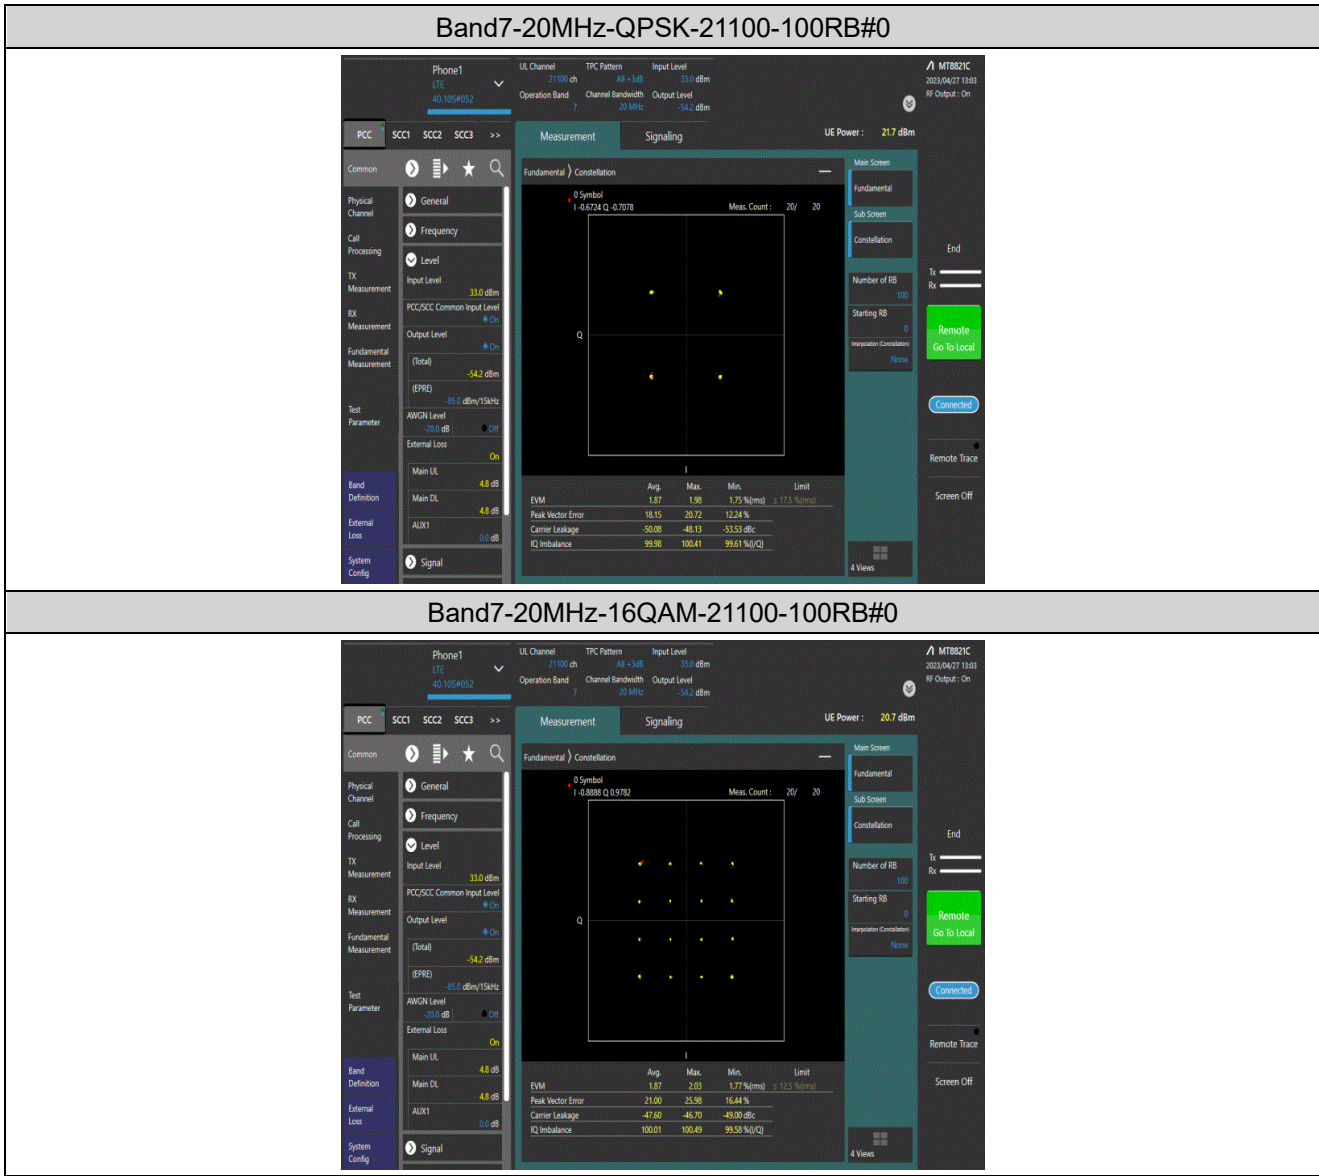 Band7-20MHz-QPSK-21100-100RB#0
Phone1
LTE
40.105#052
UL Channel TPC Pattern Input Level
21100 ch All +3dB 33.0 dBm
Operation Band Channel Bandwidth Output Level
7 20 MHz -54.2 dBm
MT8821C
2023/04/27 13:03
RF Output : On
PCC SCC1 SCC2 SCC3 >>
Measurement Signaling
UE Power : 21.7 dBm
Common
Physical Channel
Call Processing
TX Measurement
RX Measurement
Fundamental Measurement
Test Parameter
Band Definition
External Loss
System Config
General
Frequency
Level
Input Level
33.0 dBm
PCC/SCC Common Input Level
On
Output Level
On
(Total)
-54.2 dBm
(EPRE)
-85.0 dBm/15kHz
AWGN Level
-20.0 dB Off
External Loss
On
Main UL
4.8 dB
Main DL
4.8 dB
AUX1
0.0 dB
Signal
Fundamental Constellation
0 Symbol
I -0.6724 Q -0.7078 Meas. Count : 20/ 20
Q
I
Avg. Max. Min. Limit
EVM 1.87 1.98 1.75 %(rms) ≤ 17.5 %(rms)
Peak Vector Error 18.15 20.72 12.24 %
Carrier Leakage -50.08 -48.13 -53.53 dBc
IQ Imbalance 99.98 100.41 99.61 %(I/Q)
Main Screen
Fundamental
Sub Screen
Constellation
Number of RB
100
Starting RB
0
Interpolation (Constellation)
None
4 Views
End
Tx
Rx
Remote
Go To Local
Connected
Remote Trace
Screen Off
Band7-20MHz-16QAM-21100-100RB#0
Phone1
LTE
40.105#052
UL Channel TPC Pattern Input Level
21100 ch All +3dB 33.0 dBm
Operation Band Channel Bandwidth Output Level
7 20 MHz -54.2 dBm
MT8821C
2023/04/27 13:03
RF Output : On
PCC SCC1 SCC2 SCC3 >>
Measurement Signaling
UE Power : 20.7 dBm
Common
Physical Channel
Call Processing
TX Measurement
RX Measurement
Fundamental Measurement
Test Parameter
Band Definition
External Loss
System Config
General
Frequency
Level
Input Level
33.0 dBm
PCC/SCC Common Input Level
On
Output Level
On
(Total)
-54.2 dBm
(EPRE)
-85.0 dBm/15kHz
AWGN Level
-20.0 dB Off
External Loss
On
Main UL
4.8 dB
Main DL
4.8 dB
AUX1
0.0 dB
Signal
Fundamental Constellation
0 Symbol
I -0.8888 Q 0.9782 Meas. Count : 20/ 20
Q
I
Avg. Max. Min. Limit
EVM 1.87 2.03 1.77 %(rms) ≤ 12.5 %(rms)
Peak Vector Error 21.00 25.98 16.44 %
Carrier Leakage -47.60 -46.70 -49.00 dBc
IQ Imbalance 100.01 100.49 99.58 %(I/Q)
Main Screen
Fundamental
Sub Screen
Constellation
Number of RB
100
Starting RB
0
Interpolation (Constellation)
None
4 Views
End
Tx
Rx
Remote
Go To Local
Connected
Remote Trace
Screen Off